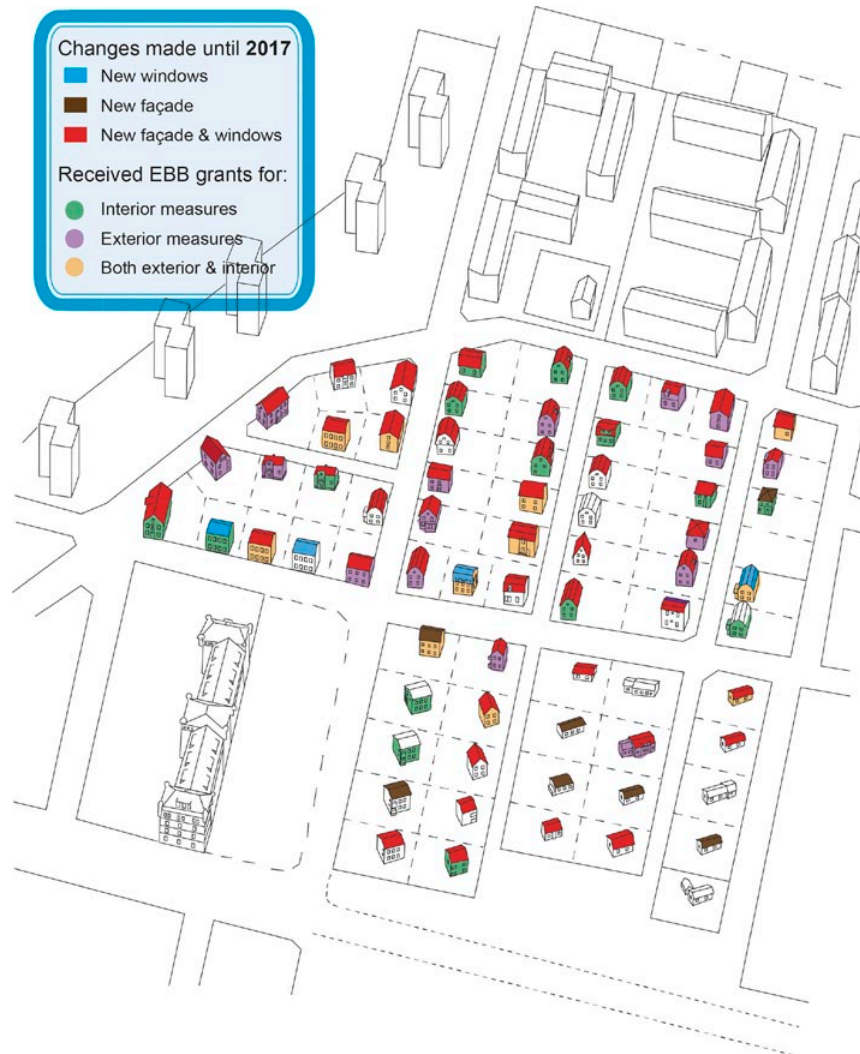 Changes made until 2017
New windows
New façade
New façade & windows
Received EBB grants for:
Interior measures
Exterior measures
Both exterior & interior